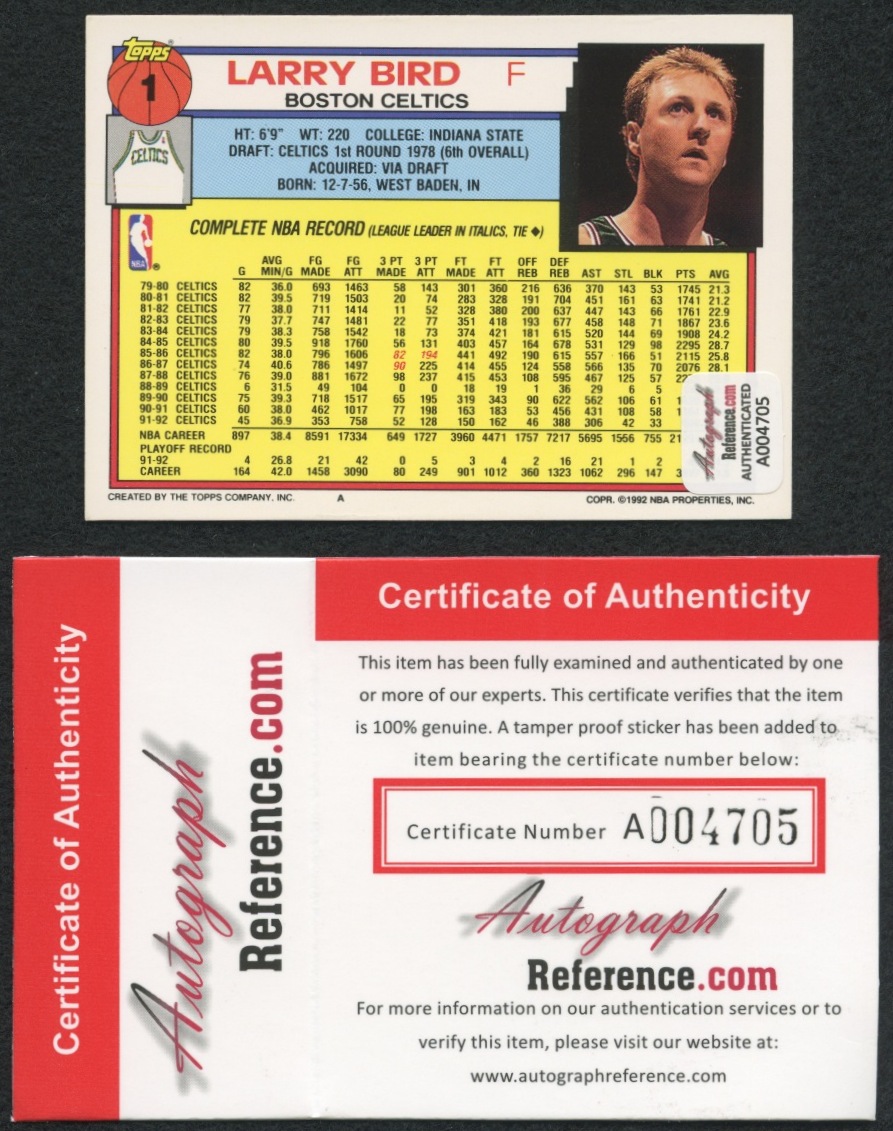 Topps
1
LARRY BIRD F
BOSTON CELTICS
CELTICS
HT: 6'9" WT: 220 COLLEGE: INDIANA STATE
DRAFT: CELTICS 1st ROUND 1978 (6th OVERALL)
ACQUIRED: VIA DRAFT
BORN: 12-7-56, WEST BADEN, IN
NBA
COMPLETE NBA RECORD (LEAGUE LEADER IN ITALICS, TIE ◆)
AVG FG FG 3 PT 3 PT FT FT OFF DEF
G MIN/G MADE ATT MADE ATT MADE ATT REB REB AST STL BLK PTS AVG
79-80 CELTICS 82 36.0 693 1463 58 143 301 360 216 636 370 143 53 1745 21.3
80-81 CELTICS 82 39.5 719 1503 20 74 283 328 191 704 451 161 63 1741 21.2
81-82 CELTICS 77 38.0 711 1414 11 52 328 380 200 637 447 143 66 1761 22.9
82-83 CELTICS 79 37.7 747 1481 22 77 351 418 193 677 458 148 71 1867 23.6
83-84 CELTICS 79 38.3 758 1542 18 73 374 421 181 615 520 144 69 1908 24.2
84-85 CELTICS 80 39.5 918 1760 56 131 403 457 164 678 531 129 98 2295 28.7
85-86 CELTICS 82 38.0 796 1606 82 194 441 492 190 615 557 166 51 2115 25.8
86-87 CELTICS 74 40.6 786 1497 90 225 414 455 124 558 566 135 70 2076 28.1
87-88 CELTICS 76 39.0 881 1672 98 237 415 453 108 595 467 125 57
88-89 CELTICS 6 31.5 49 104 0 0 18 19 1 36 29 6 5
89-90 CELTICS 75 39.3 718 1517 65 195 319 343 90 622 562 106 61
90-91 CELTICS 60 38.0 462 1017 77 198 163 183 53 456 431 108 58
91-92 CELTICS 45 36.9 353 758 52 128 150 162 46 388 306 42 33
NBA CAREER 897 38.4 8591 17334 649 1727 3960 4471 1757 7217 5695 1556 755
PLAYOFF RECORD
91-92 4 26.8 21 42 0 5 3 4 2 16 21 1 2
CAREER 164 42.0 1458 3090 80 249 901 1012 360 1323 1062 296 147
CREATED BY THE TOPPS COMPANY, INC. A COPR. ©1992 NBA PROPERTIES, INC.
Autograph
Reference.com
AUTHENTICATED
A004705
Certificate of Authenticity
Autograph
Reference.com
Certificate of Authenticity
This item has been fully examined and authenticated by one
or more of our experts. This certificate verifies that the item
is 100% genuine. A tamper proof sticker has been added to
item bearing the certificate number below:
Certificate Number A004705
Autograph
Reference.com
For more information on our authentication services or to
verify this item, please visit our website at:
www.autographreference.com